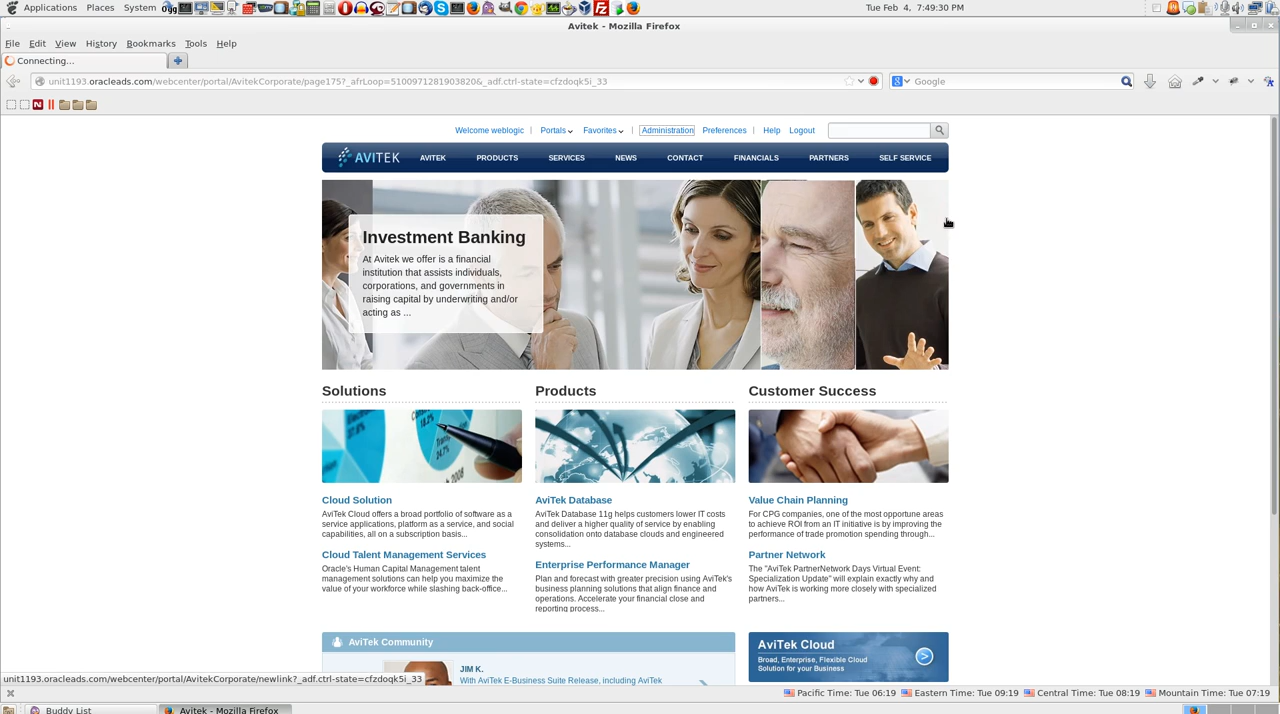 Applications Places System
Tue Feb 4, 7:49:30 PM
Avitek - Mozilla Firefox
File Edit View History Bookmarks Tools Help
Connecting...
unit1193.oracleads.com/webcenter/portal/AvitekCorporate/page175?_afrLoop=5100971281903820&_adf.ctrl-state=cfzdoqk5i_33
Google
Welcome weblogic Portals Favorites Administration Preferences Help Logout
AVITEK AVITEK PRODUCTS SERVICES NEWS CONTACT FINANCIALS PARTNERS SELF SERVICE
Investment Banking
At Avitek we offer is a financial
institution that assists individuals,
corporations, and governments in
raising capital by underwriting and/or
acting as ...
Solutions
Cloud Solution
AviTek Cloud offers a broad portfolio of software as a
service applications, platform as a service, and social
capabilities, all on a subscription basis...
Cloud Talent Management Services
Oracle's Human Capital Management talent
management solutions can help you maximize the
value of your workforce while slashing back-office...
Products
AviTek Database
AviTek Database 11g helps customers lower IT costs
and deliver a higher quality of service by enabling
consolidation onto database clouds and engineered
systems...
Enterprise Performance Manager
Plan and forecast with greater precision using AviTek's
business planning solutions that align finance and
operations. Accelerate your financial close and
reporting process...
Customer Success
Value Chain Planning
For CPG companies, one of the most opportune areas
to achieve ROI from an IT initiative is by improving the
performance of trade promotion spending through...
Partner Network
The "AviTek PartnerNetwork Days Virtual Event:
Specialization Update" will explain exactly why and
how AviTek is working more closely with specialized
partners...
AviTek Community
JIM K.
With AviTek E-Business Suite Release, including AviTek
AviTek Cloud
Broad, Enterprise, Flexible Cloud
Solution for your Business
unit1193.oracleads.com/webcenter/portal/AvitekCorporate/newlink?_adf.ctrl-state=cfzdoqk5i_33
Pacific Time: Tue 06:19 Eastern Time: Tue 09:19 Central Time: Tue 08:19 Mountain Time: Tue 07:19
Buddy List Avitek - Mozilla Firefox